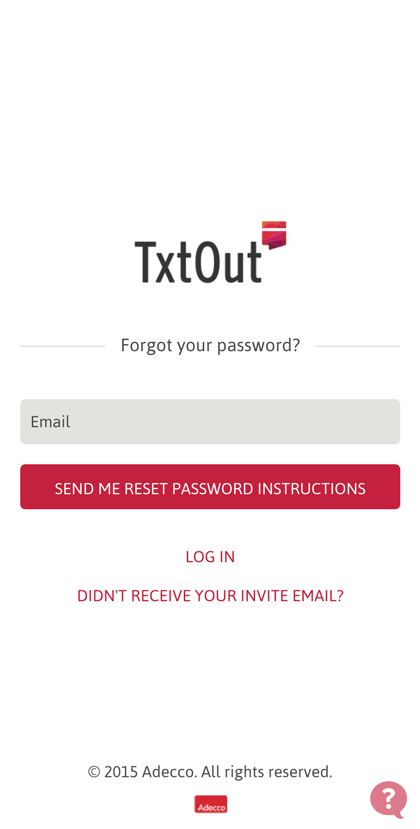 TxtOut
Forgot your password?
Email
SEND ME RESET PASSWORD INSTRUCTIONS
LOG IN
DIDN'T RECEIVE YOUR INVITE EMAIL?
© 2015 Adecco. All rights reserved.
Adecco
?